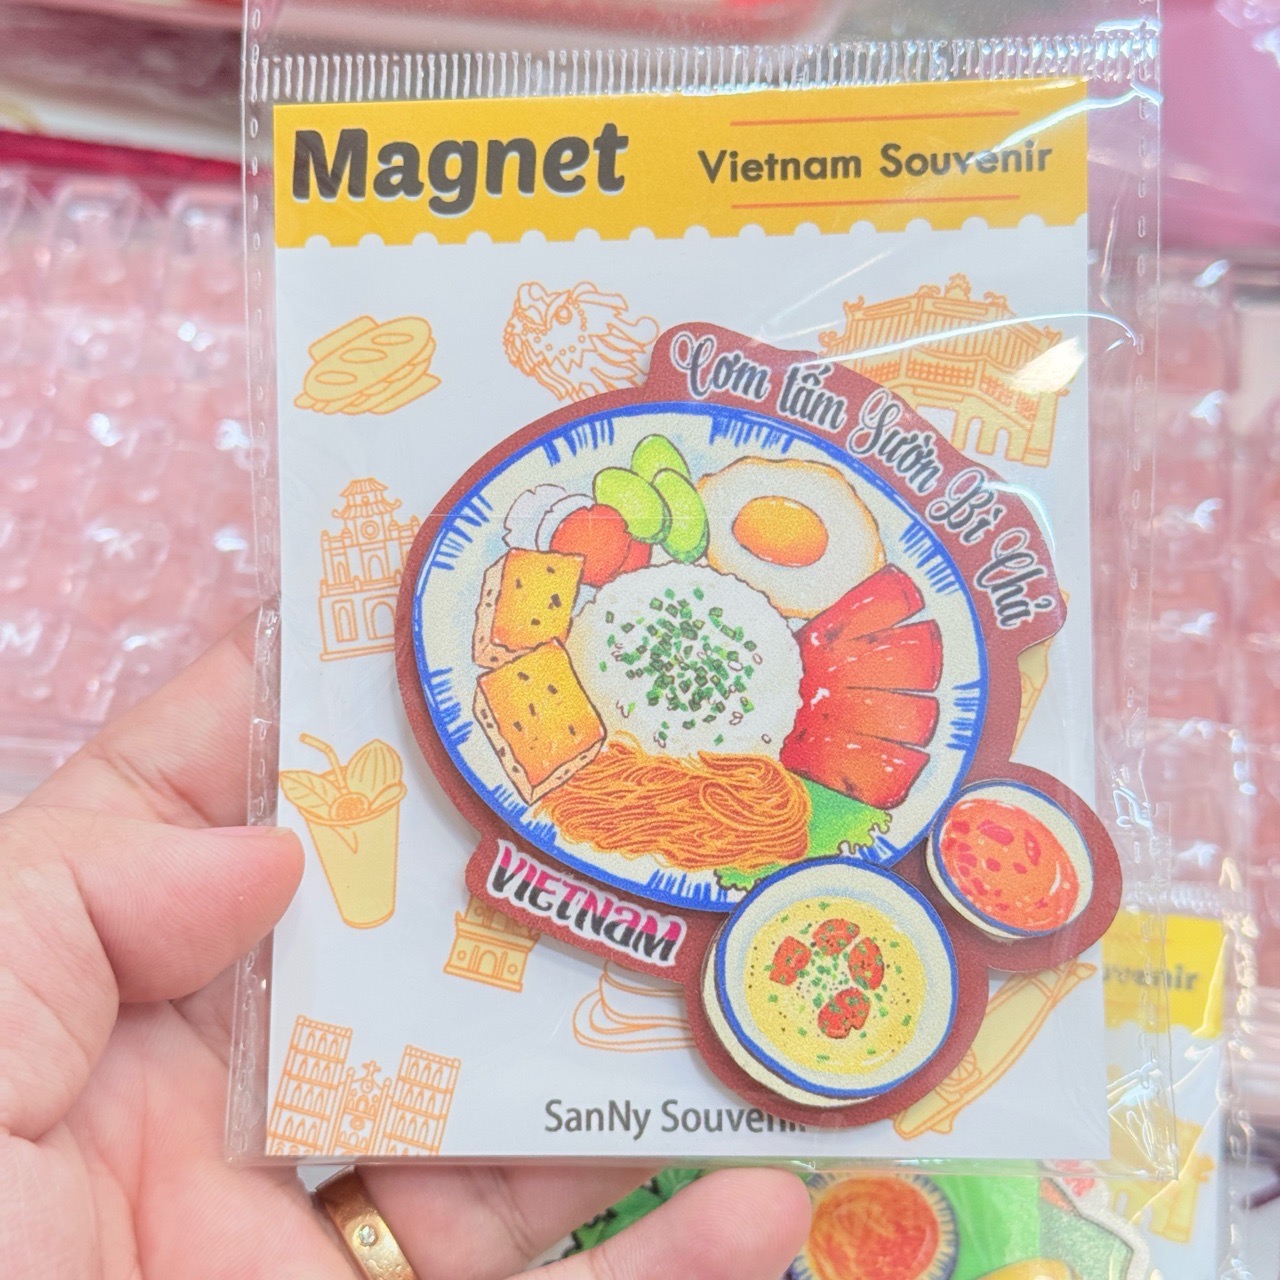 Magnet
Vietnam Souvenir
Cơm tấm Sườn Bì Chả
VIETNAM
SanNy Souvenir